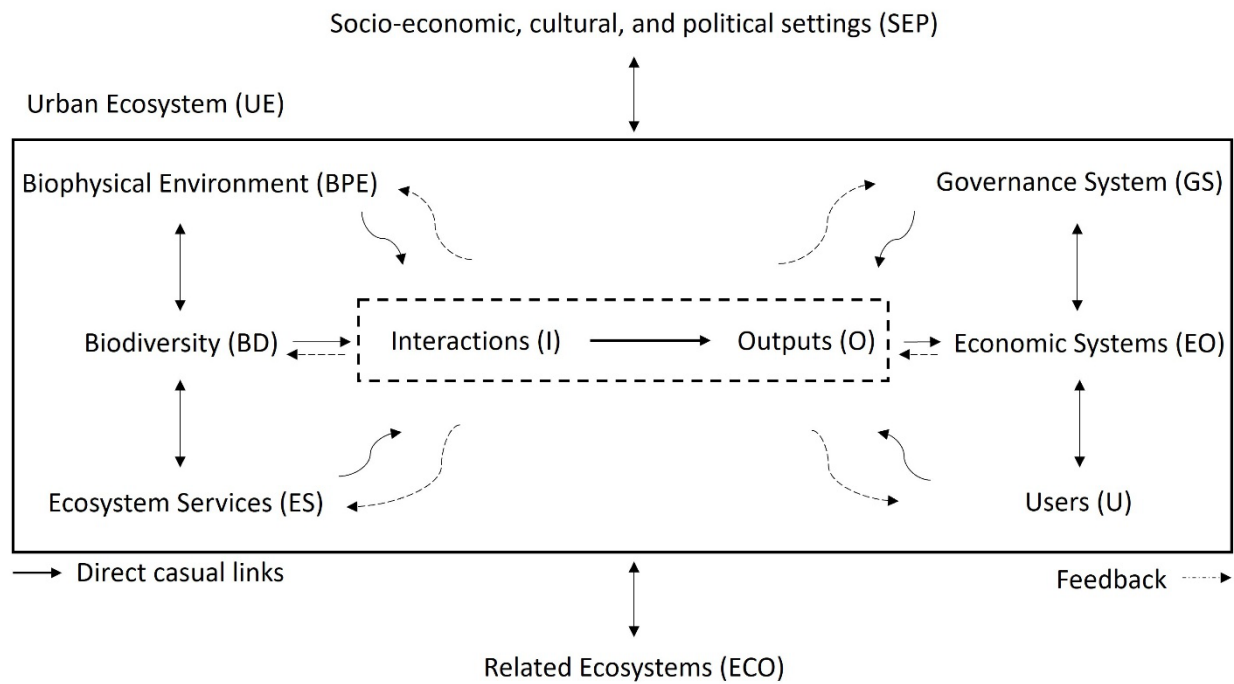 Socio-economic, cultural, and political settings (SEP)
Urban Ecosystem (UE)
Biophysical Environment (BPE)
Governance System (GS)
Biodiversity (BD)
Interactions (I)
Outputs (O)
Economic Systems (EO)
Ecosystem Services (ES)
Users (U)
Direct casual links
Feedback
Related Ecosystems (ECO)